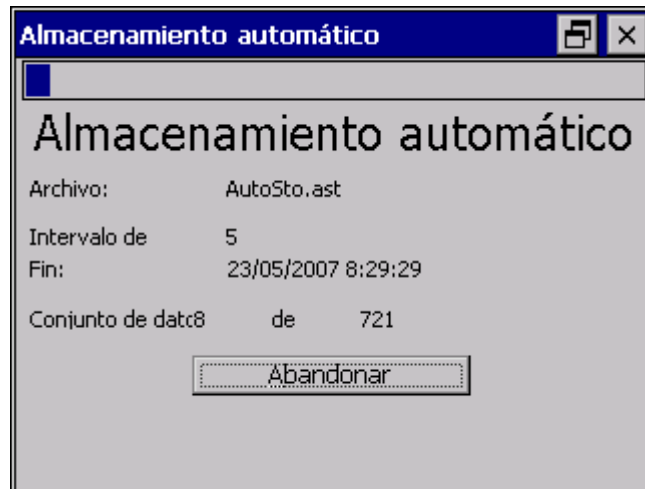 Almacenamiento automático
Almacenamiento automático
Archivo: AutoSto.ast
Intervalo de 5
Fin: 23/05/2007 8:29:29
Conjunto de datc8 de 721
Abandonar